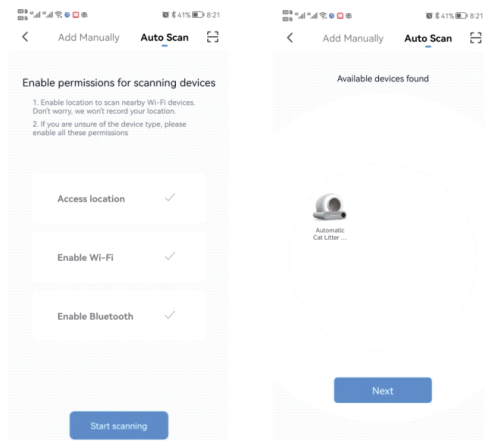 41% 8:21
Add Manually Auto Scan
Enable permissions for scanning devices
1. Enable location to scan nearby Wi-Fi devices.
Don't worry, we won't record your location.
2. If you are unsure of the device type, please
enable all these permissions
Access location
Enable Wi-Fi
Enable Bluetooth
Start scanning
41% 8:21
Add Manually Auto Scan
Available devices found
Automatic
Cat Litter ...
Next